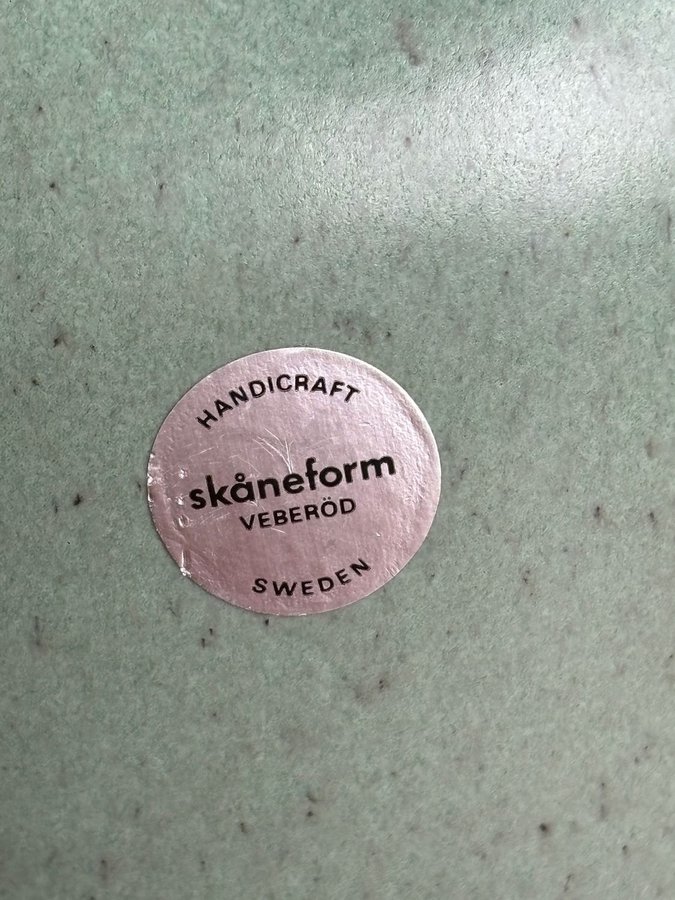 HANDICRAFT
skåneform
VEBERÖD
SWEDEN